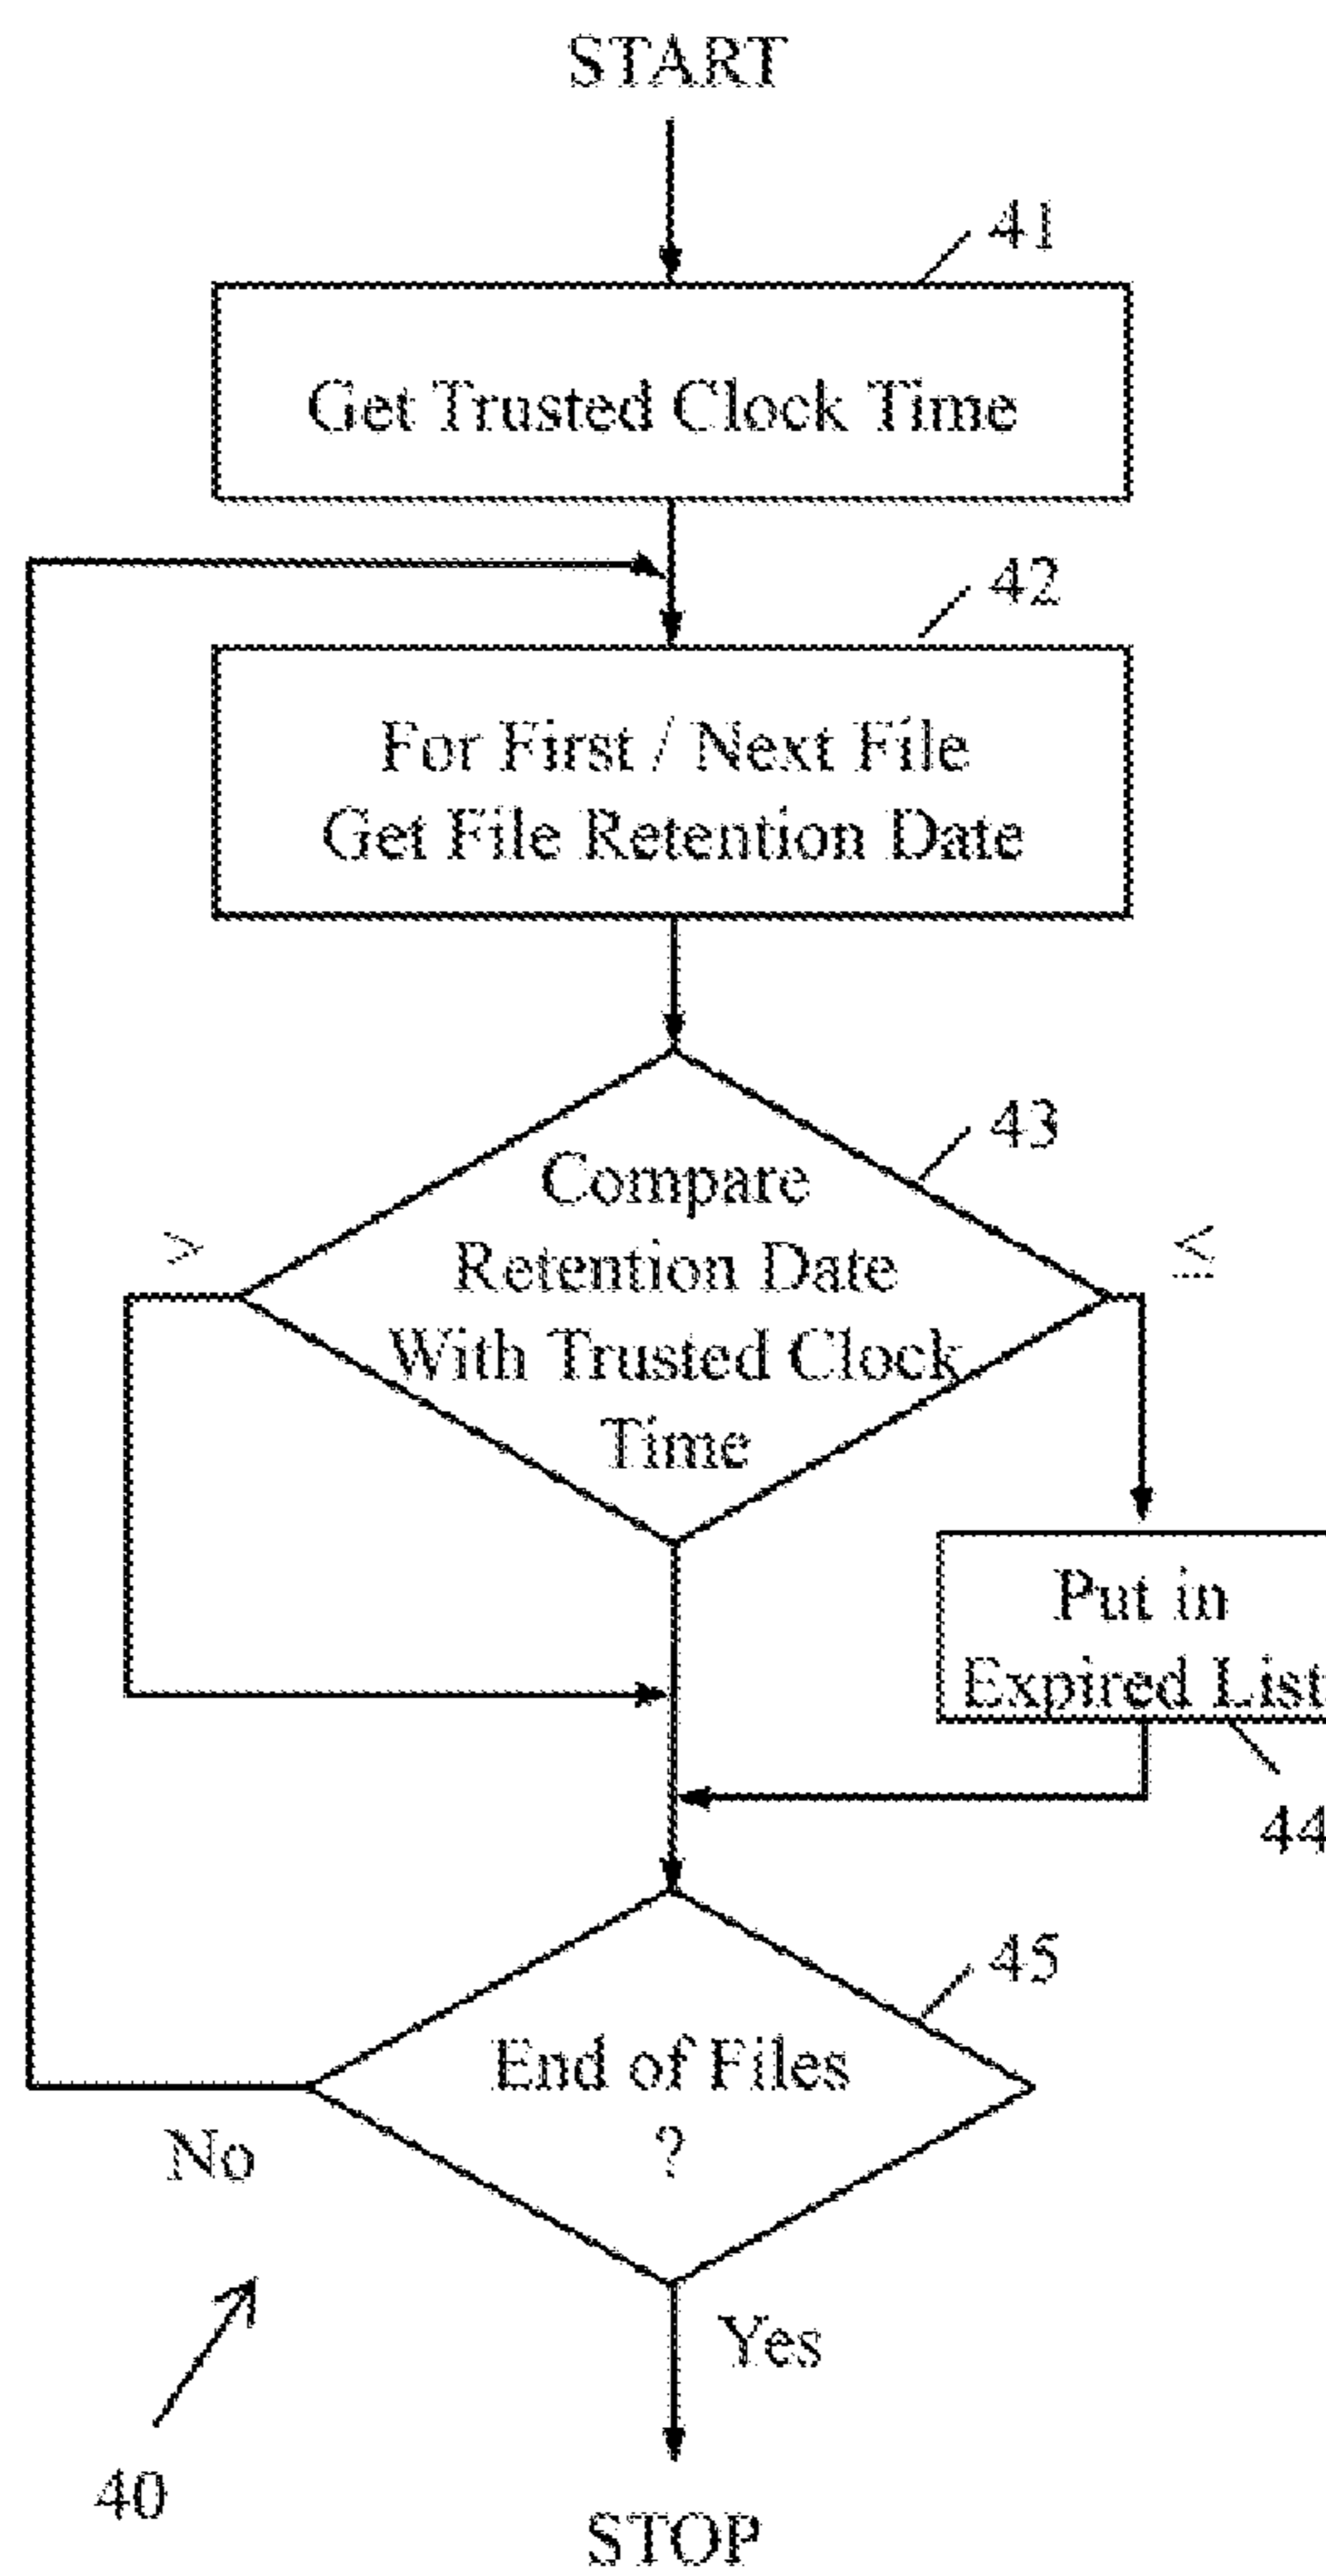 START
41
Get Trusted Clock Time
42
For First / Next File
Get File Retention Date
43
Compare
Retention Date
With Trusted Clock
Time
>
≤
Put in
Expired List
44
45
End of Files
?
No
Yes
40
STOP